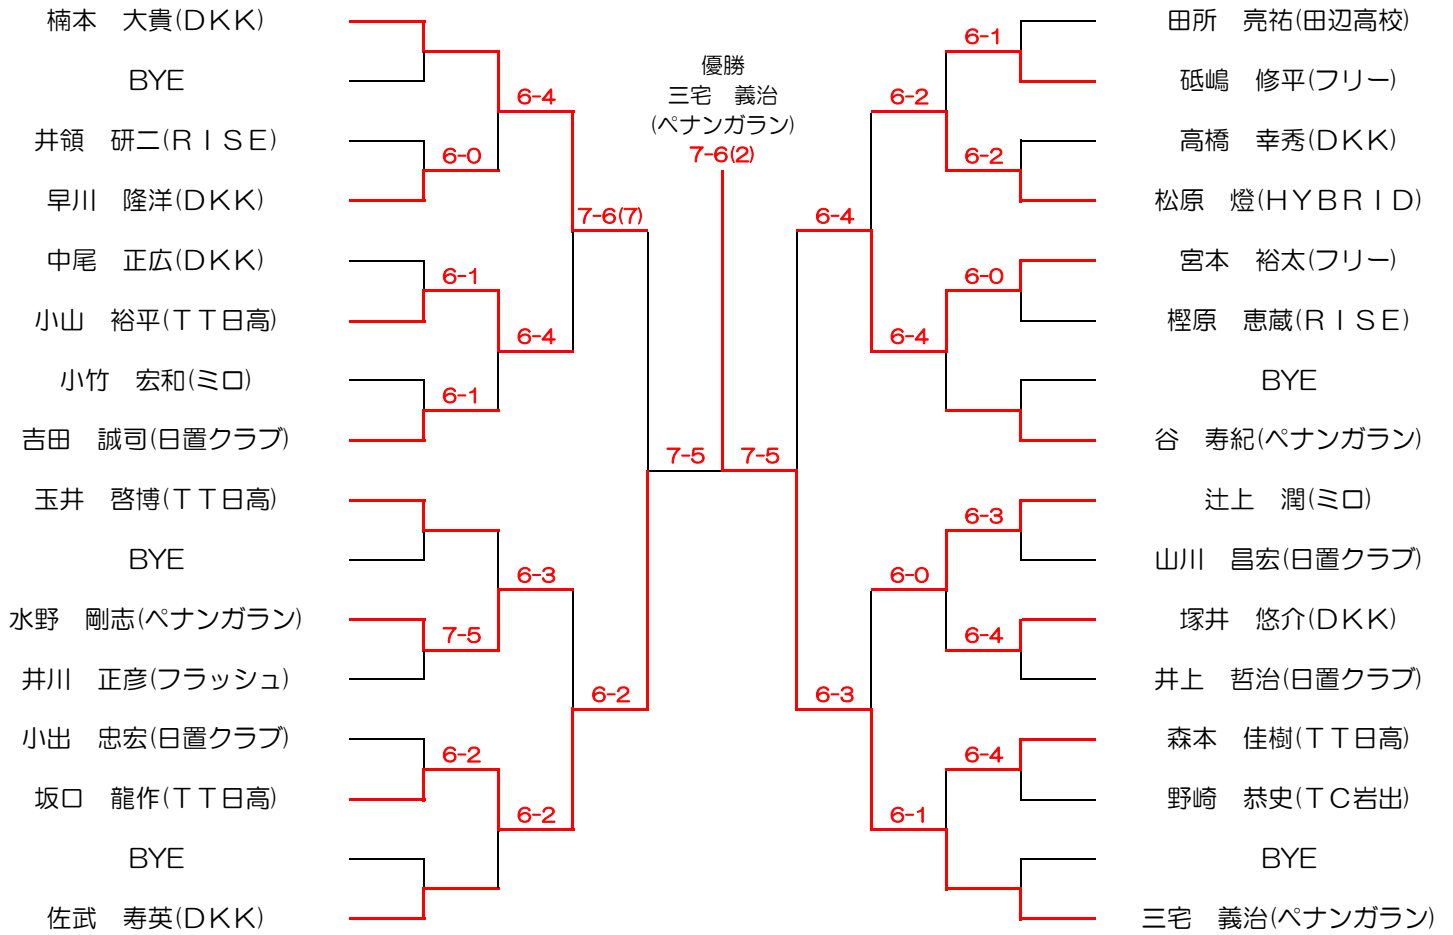 楠本　大貴(DKK)
BYE
井領　研二(RISE)
早川　隆洋(DKK)
中尾　正広(DKK)
小山　裕平(TT日高)
小竹　宏和(ミロ)
吉田　誠司(日置クラブ)
玉井　啓博(TT日高)
BYE
水野　剛志(ペナンガラン)
井川　正彦(フラッシュ)
小出　忠宏(日置クラブ)
坂口　龍作(TT日高)
BYE
佐武　寿英(DKK)
6-0
6-1
6-1
7-5
6-2
6-4
6-4
6-3
6-2
7-6(7)
6-2
7-5
優勝
三宅　義治
(ペナンガラン)
7-6(2)
7-5
6-4
6-3
6-2
6-4
6-0
6-1
6-1
6-2
6-0
6-3
6-4
6-4
田所　亮祐(田辺高校)
砥嶋　修平(フリー)
高橋　幸秀(DKK)
松原　燈(HYBRID)
宮本　裕太(フリー)
樫原　恵蔵(RISE)
BYE
谷　寿紀(ペナンガラン)
辻上　潤(ミロ)
山川　昌宏(日置クラブ)
塚井　悠介(DKK)
井上　哲治(日置クラブ)
森本　佳樹(TT日高)
野崎　恭史(TC岩出)
BYE
三宅　義治(ペナンガラン)